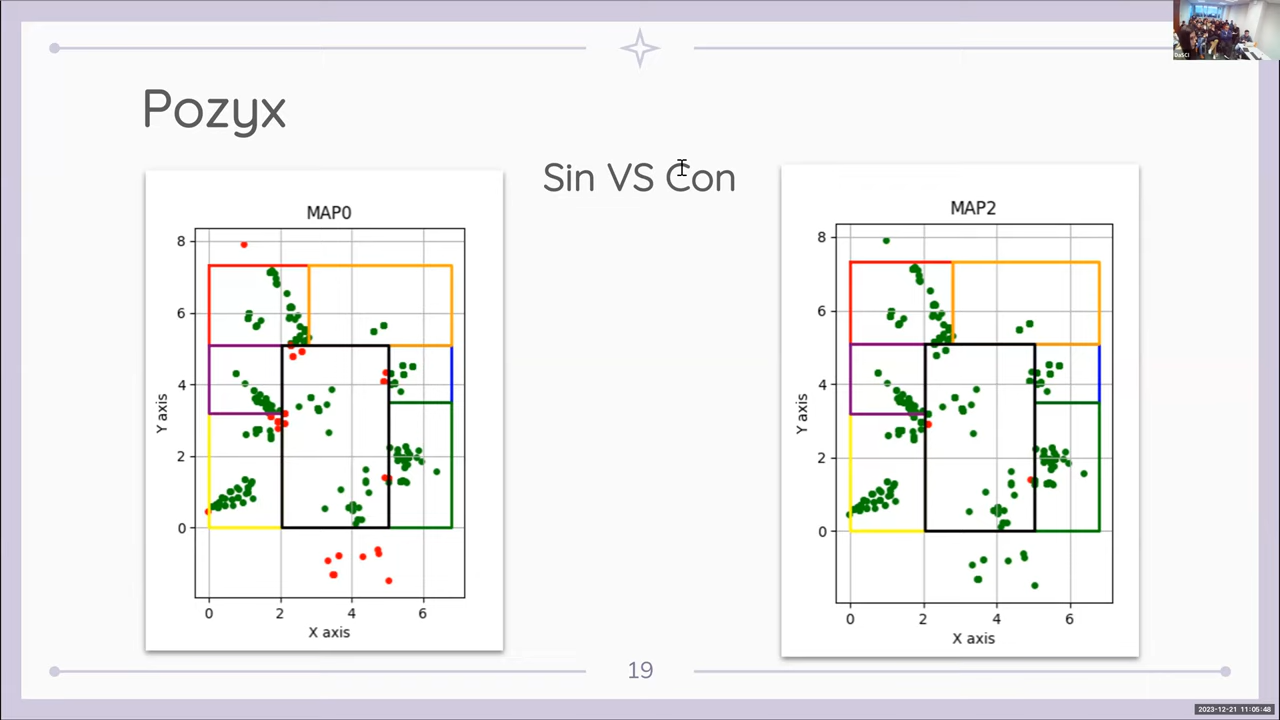 DaSCI
Pozyx
Sin VS Con
MAP0
8
6
4
2
0
Y axis
0 2 4 6
X axis
MAP2
8
6
4
2
0
Y axis
0 2 4 6
X axis
19
2023-12-21 11:05:48